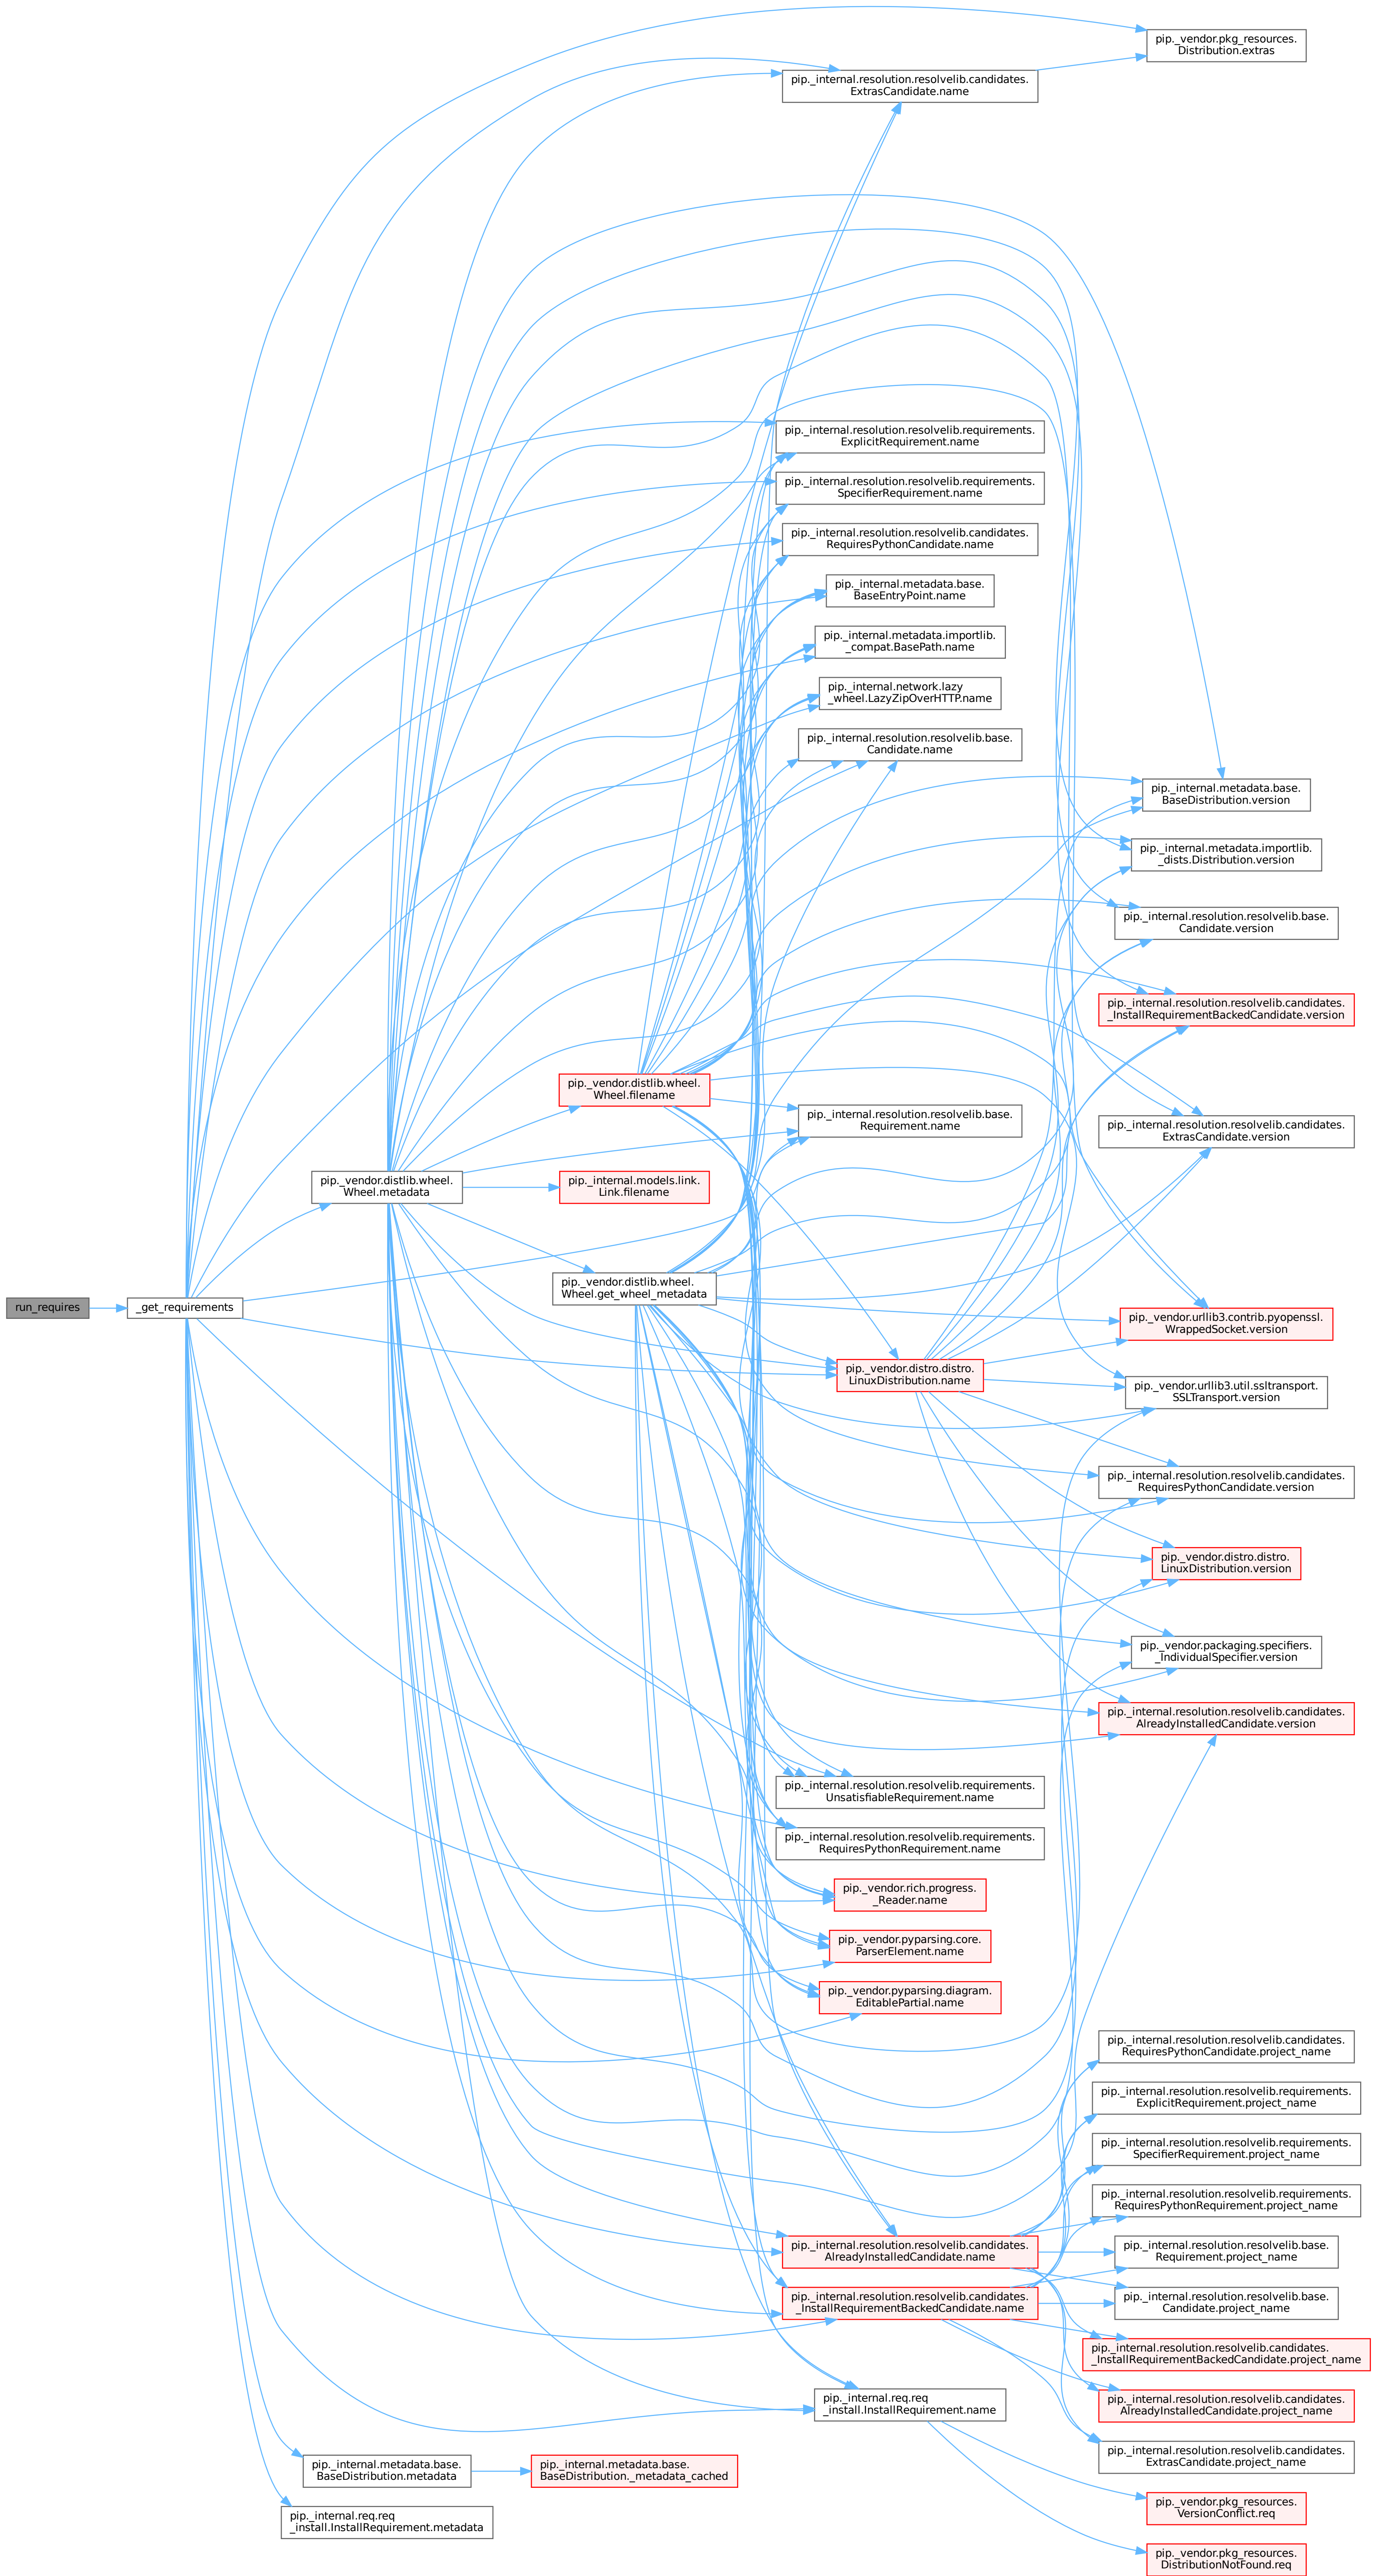 pip._vendor.pkg_resources.
Distribution.extras
pip._internal.resolution.resolvelib.candidates.
ExtrasCandidate.name
pip._internal.resolution.resolvelib.requirements.
ExplicitRequirement.name
pip._internal.resolution.resolvelib.requirements.
SpecifierRequirement.name
pip._internal.resolution.resolvelib.candidates.
RequiresPythonCandidate.name
pip._internal.metadata.base.
BaseEntryPoint.name
pip._internal.metadata.importlib.
_compat.BasePath.name
pip._internal.network.lazy
_wheel.LazyZipOverHTTP.name
pip._internal.resolution.resolvelib.base.
Candidate.name
pip._internal.metadata.base.
BaseDistribution.version
pip._internal.metadata.importlib.
_dists.Distribution.version
pip._internal.resolution.resolvelib.base.
Candidate.version
pip._internal.resolution.resolvelib.candidates.
_InstallRequirementBackedCandidate.version
pip._vendor.distlib.wheel.
Wheel.filename
pip._internal.resolution.resolvelib.base.
Requirement.name
pip._internal.resolution.resolvelib.candidates.
ExtrasCandidate.version
pip._vendor.distlib.wheel.
Wheel.metadata
pip._internal.models.link.
Link.filename
pip._vendor.distlib.wheel.
Wheel.get_wheel_metadata
run_requires
_get_requirements
pip._vendor.urllib3.contrib.pyopenssl.
WrappedSocket.version
pip._vendor.distro.distro.
LinuxDistribution.name
pip._vendor.urllib3.util.ssltransport.
SSLTransport.version
pip._internal.resolution.resolvelib.candidates.
RequiresPythonCandidate.version
pip._vendor.distro.distro.
LinuxDistribution.version
pip._vendor.packaging.specifiers.
_IndividualSpecifier.version
pip._internal.resolution.resolvelib.candidates.
AlreadyInstalledCandidate.version
pip._internal.resolution.resolvelib.requirements.
UnsatisfiableRequirement.name
pip._internal.resolution.resolvelib.requirements.
RequiresPythonRequirement.name
pip._vendor.rich.progress.
_Reader.name
pip._vendor.pyparsing.core.
ParserElement.name
pip._vendor.pyparsing.diagram.
EditablePartial.name
pip._internal.resolution.resolvelib.candidates.
RequiresPythonCandidate.project_name
pip._internal.resolution.resolvelib.requirements.
ExplicitRequirement.project_name
pip._internal.resolution.resolvelib.requirements.
SpecifierRequirement.project_name
pip._internal.resolution.resolvelib.requirements.
RequiresPythonRequirement.project_name
pip._internal.resolution.resolvelib.candidates.
AlreadyInstalledCandidate.name
pip._internal.resolution.resolvelib.base.
Requirement.project_name
pip._internal.resolution.resolvelib.candidates.
_InstallRequirementBackedCandidate.name
pip._internal.resolution.resolvelib.base.
Candidate.project_name
pip._internal.resolution.resolvelib.candidates.
_InstallRequirementBackedCandidate.project_name
pip._internal.resolution.resolvelib.candidates.
AlreadyInstalledCandidate.project_name
pip._internal.req.req
_install.InstallRequirement.name
pip._internal.resolution.resolvelib.candidates.
ExtrasCandidate.project_name
pip._internal.metadata.base.
BaseDistribution.metadata
pip._internal.metadata.base.
BaseDistribution._metadata_cached
pip._vendor.pkg_resources.
VersionConflict.req
pip._internal.req.req
_install.InstallRequirement.metadata
pip._vendor.pkg_resources.
DistributionNotFound.req